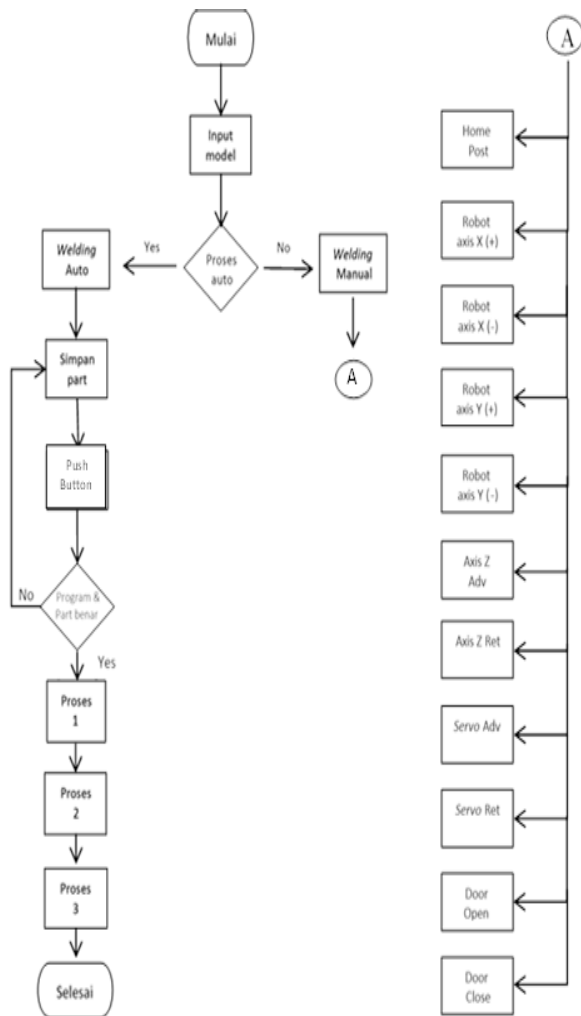 Mulai
Input
model
Proses
auto
Yes
No
Welding
Auto
Welding
Manual
A
Simpan
part
Push
Button
Program &
Part benar
No
Yes
Proses
1
Proses
2
Proses
3
Selesai
A
Home
Post
Robot
axis X (+)
Robot
axis X (-)
Robot
axis Y (+)
Robot
axis Y (-)
Axis Z
Adv
Axis Z Ret
Servo Adv
Servo Ret
Door
Open
Door
Close